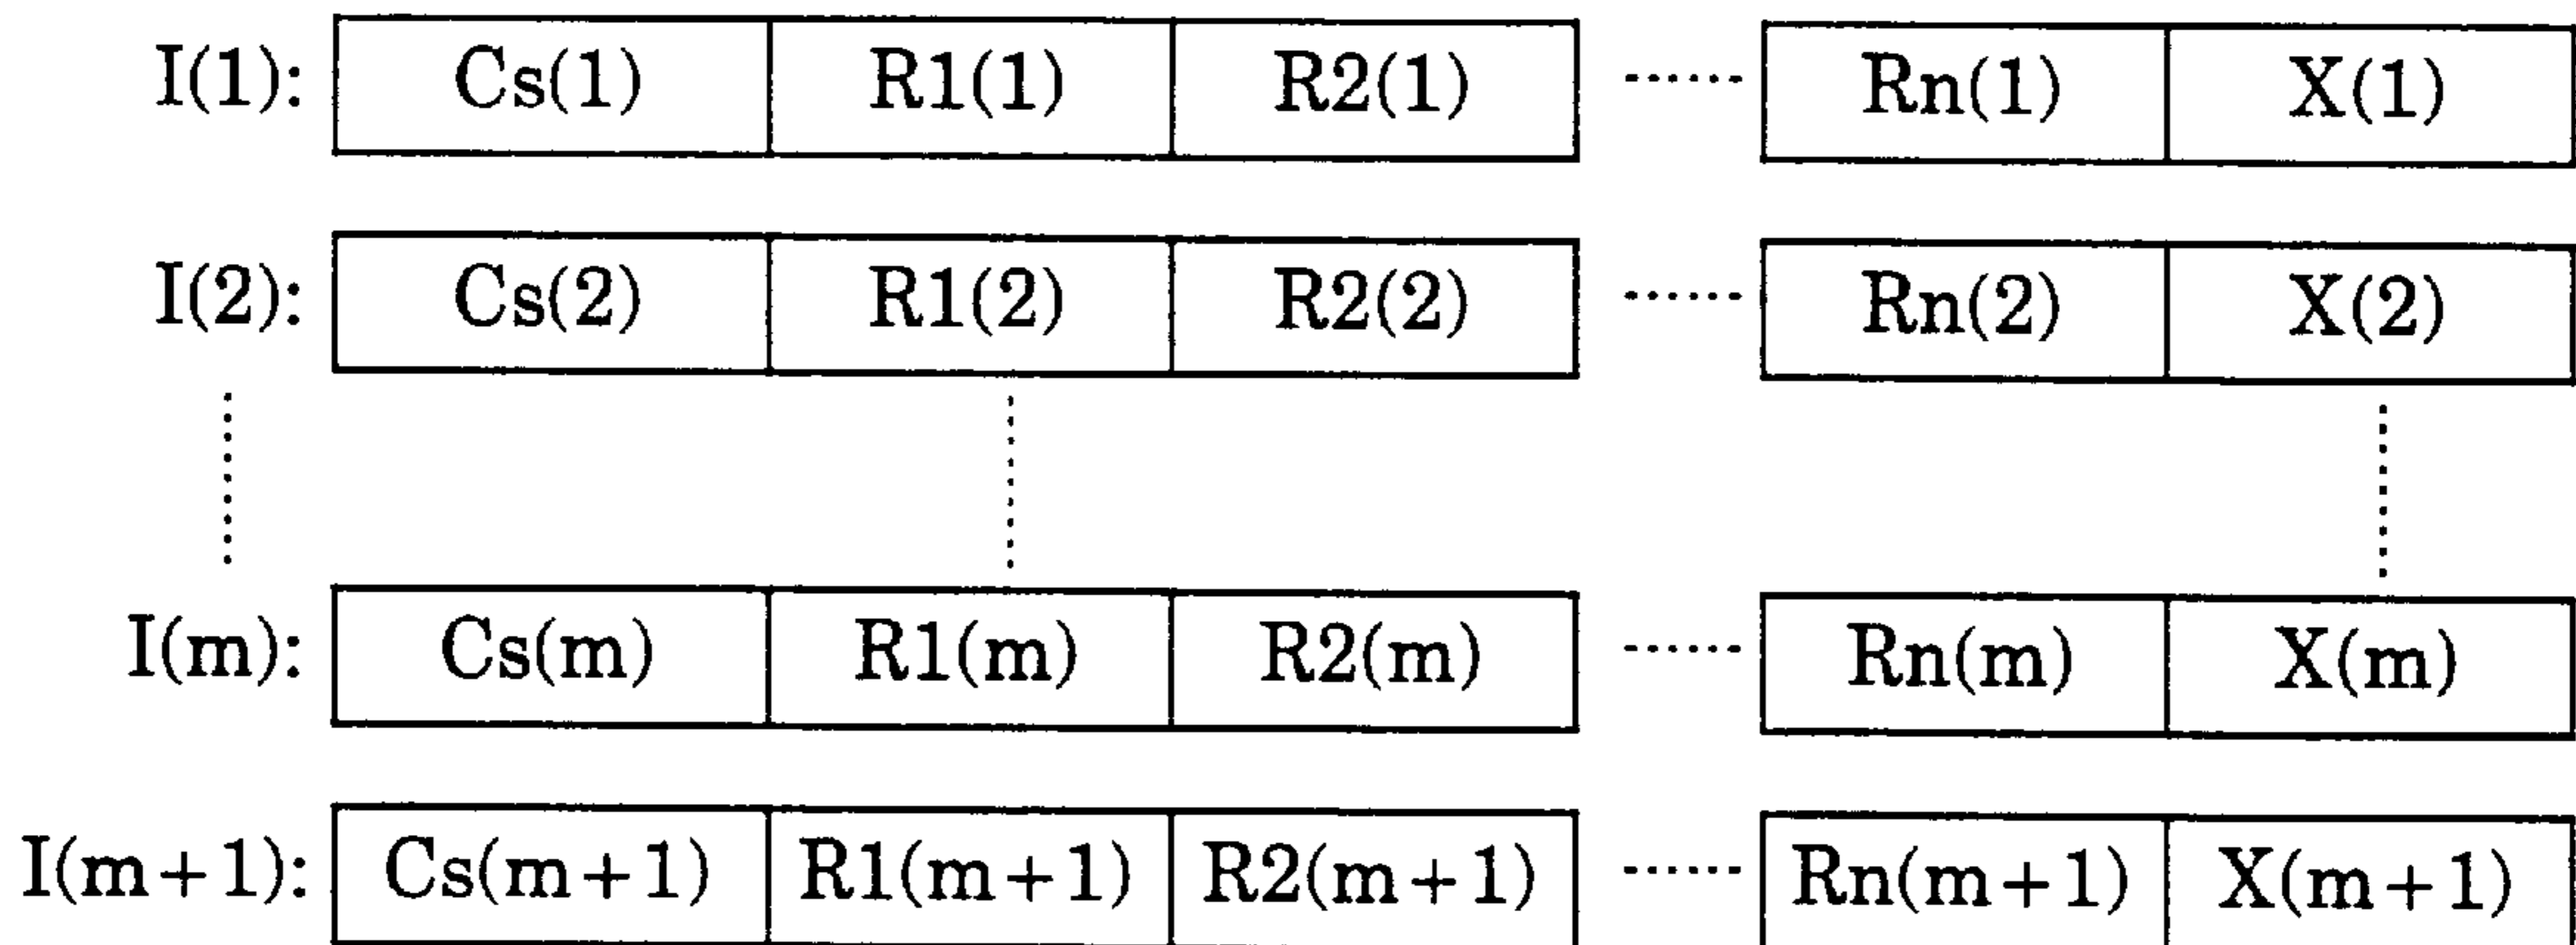 I(1): Cs(1) R1(1) R2(1) ...... Rn(1) X(1)
I(2): Cs(2) R1(2) R2(2) ...... Rn(2) X(2)
I(m): Cs(m) R1(m) R2(m) ...... Rn(m) X(m)
I(m+1): Cs(m+1) R1(m+1) R2(m+1) ...... Rn(m+1) X(m+1)